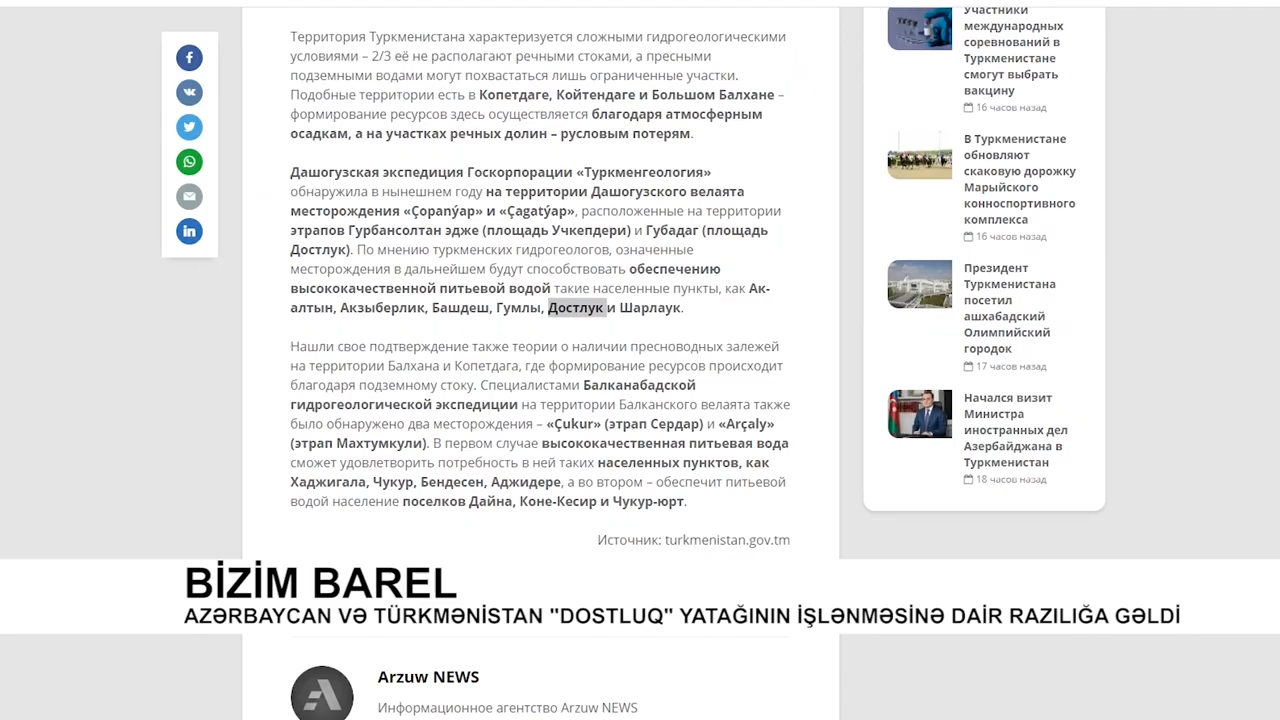 Территория Туркменистана характеризуется сложными гидрогеологическими
условиями – 2/3 её не располагают речными стоками, а пресными
подземными водами могут похвастаться лишь ограниченные участки.
Подобные территории есть в Копетдаге, Койтендаге и Большом Балхане –
формирование ресурсов здесь осуществляется благодаря атмосферным
осадкам, а на участках речных долин – русловым потерям.
Дашогузская экспедиция Госкорпорации «Туркменгеология»
обнаружила в нынешнем году на территории Дашогузского велаята
месторождения «Çopanýap» и «Çagatýap», расположенные на территории
этрапов Гурбансолтан эдже (площадь Учкепдери) и Губадаг (площадь
Достлук). По мнению туркменских гидрогеологов, означенные
месторождения в дальнейшем будут способствовать обеспечению
высококачественной питьевой водой такие населенные пункты, как Ак-
алтын, Акзыберлик, Башдеш, Гумлы, Достлук и Шарлаук.
Нашли свое подтверждение также теории о наличии пресноводных залежей
на территории Балхана и Копетдага, где формирование ресурсов происходит
благодаря подземному стоку. Специалистами Балканабадской
гидрогеологической экспедиции на территории Балканского велаята также
было обнаружено два месторождения – «Çukur» (этрап Сердар) и «Arçaly»
(этрап Махтумкули). В первом случае высококачественная питьевая вода
сможет удовлетворить потребность в ней таких населенных пунктов, как
Хаджигала, Чукур, Бендесен, Аджидере, а во втором – обеспечит питьевой
водой население поселков Дайна, Коне-Кесир и Чукур-юрт.
Источник: turkmenistan.gov.tm
Участники
международных
соревнований в
Туркменистане
смогут выбрать
вакцину
16 часов назад
В Туркменистане
обновляют
скаковую дорожку
Марыйского
конноспортивного
комплекса
16 часов назад
Президент
Туркменистана
посетил
ашхабадский
Олимпийский
городок
17 часов назад
Начался визит
Министра
иностранных дел
Азербайджана в
Туркменистан
18 часов назад
BİZİM BAREL
AZƏRBAYCAN VƏ TÜRKMƏNİSTAN "DOSTLUQ" YATAĞININ İŞLƏNMƏSİNƏ DAİR RAZILIĞA GƏLDİ
Arzuw NEWS
Информационное агентство Arzuw NEWS